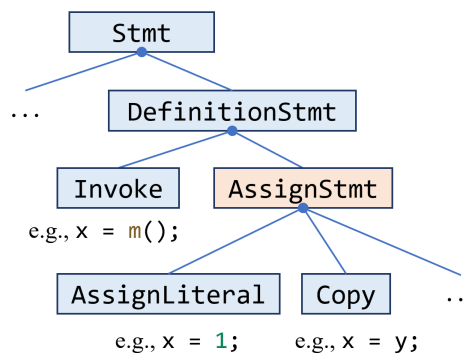 Stmt
...
DefinitionStmt
Invoke
AssignStmt
e.g., x = m();
AssignLiteral
Copy
..
e.g., x = 1;
e.g., x = y;